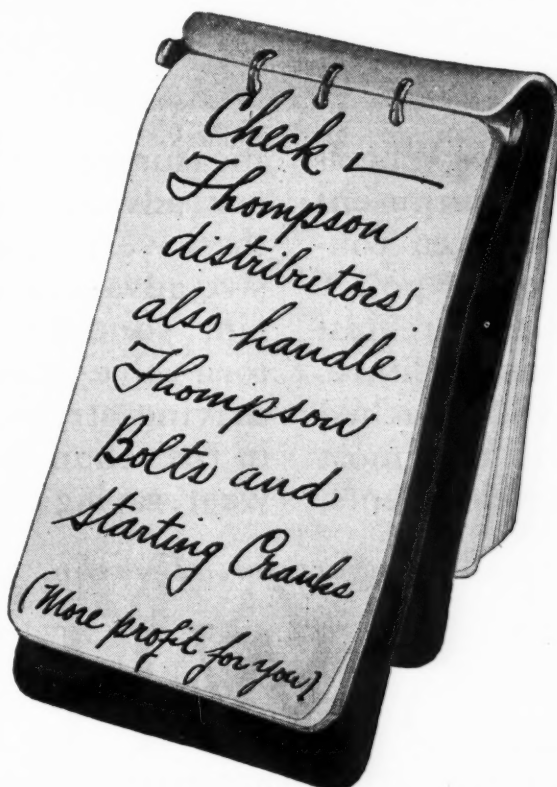 Check —
Thompson
distributors
also handle
Thompson
Bolts and
Starting Cranks
(More profit for you)